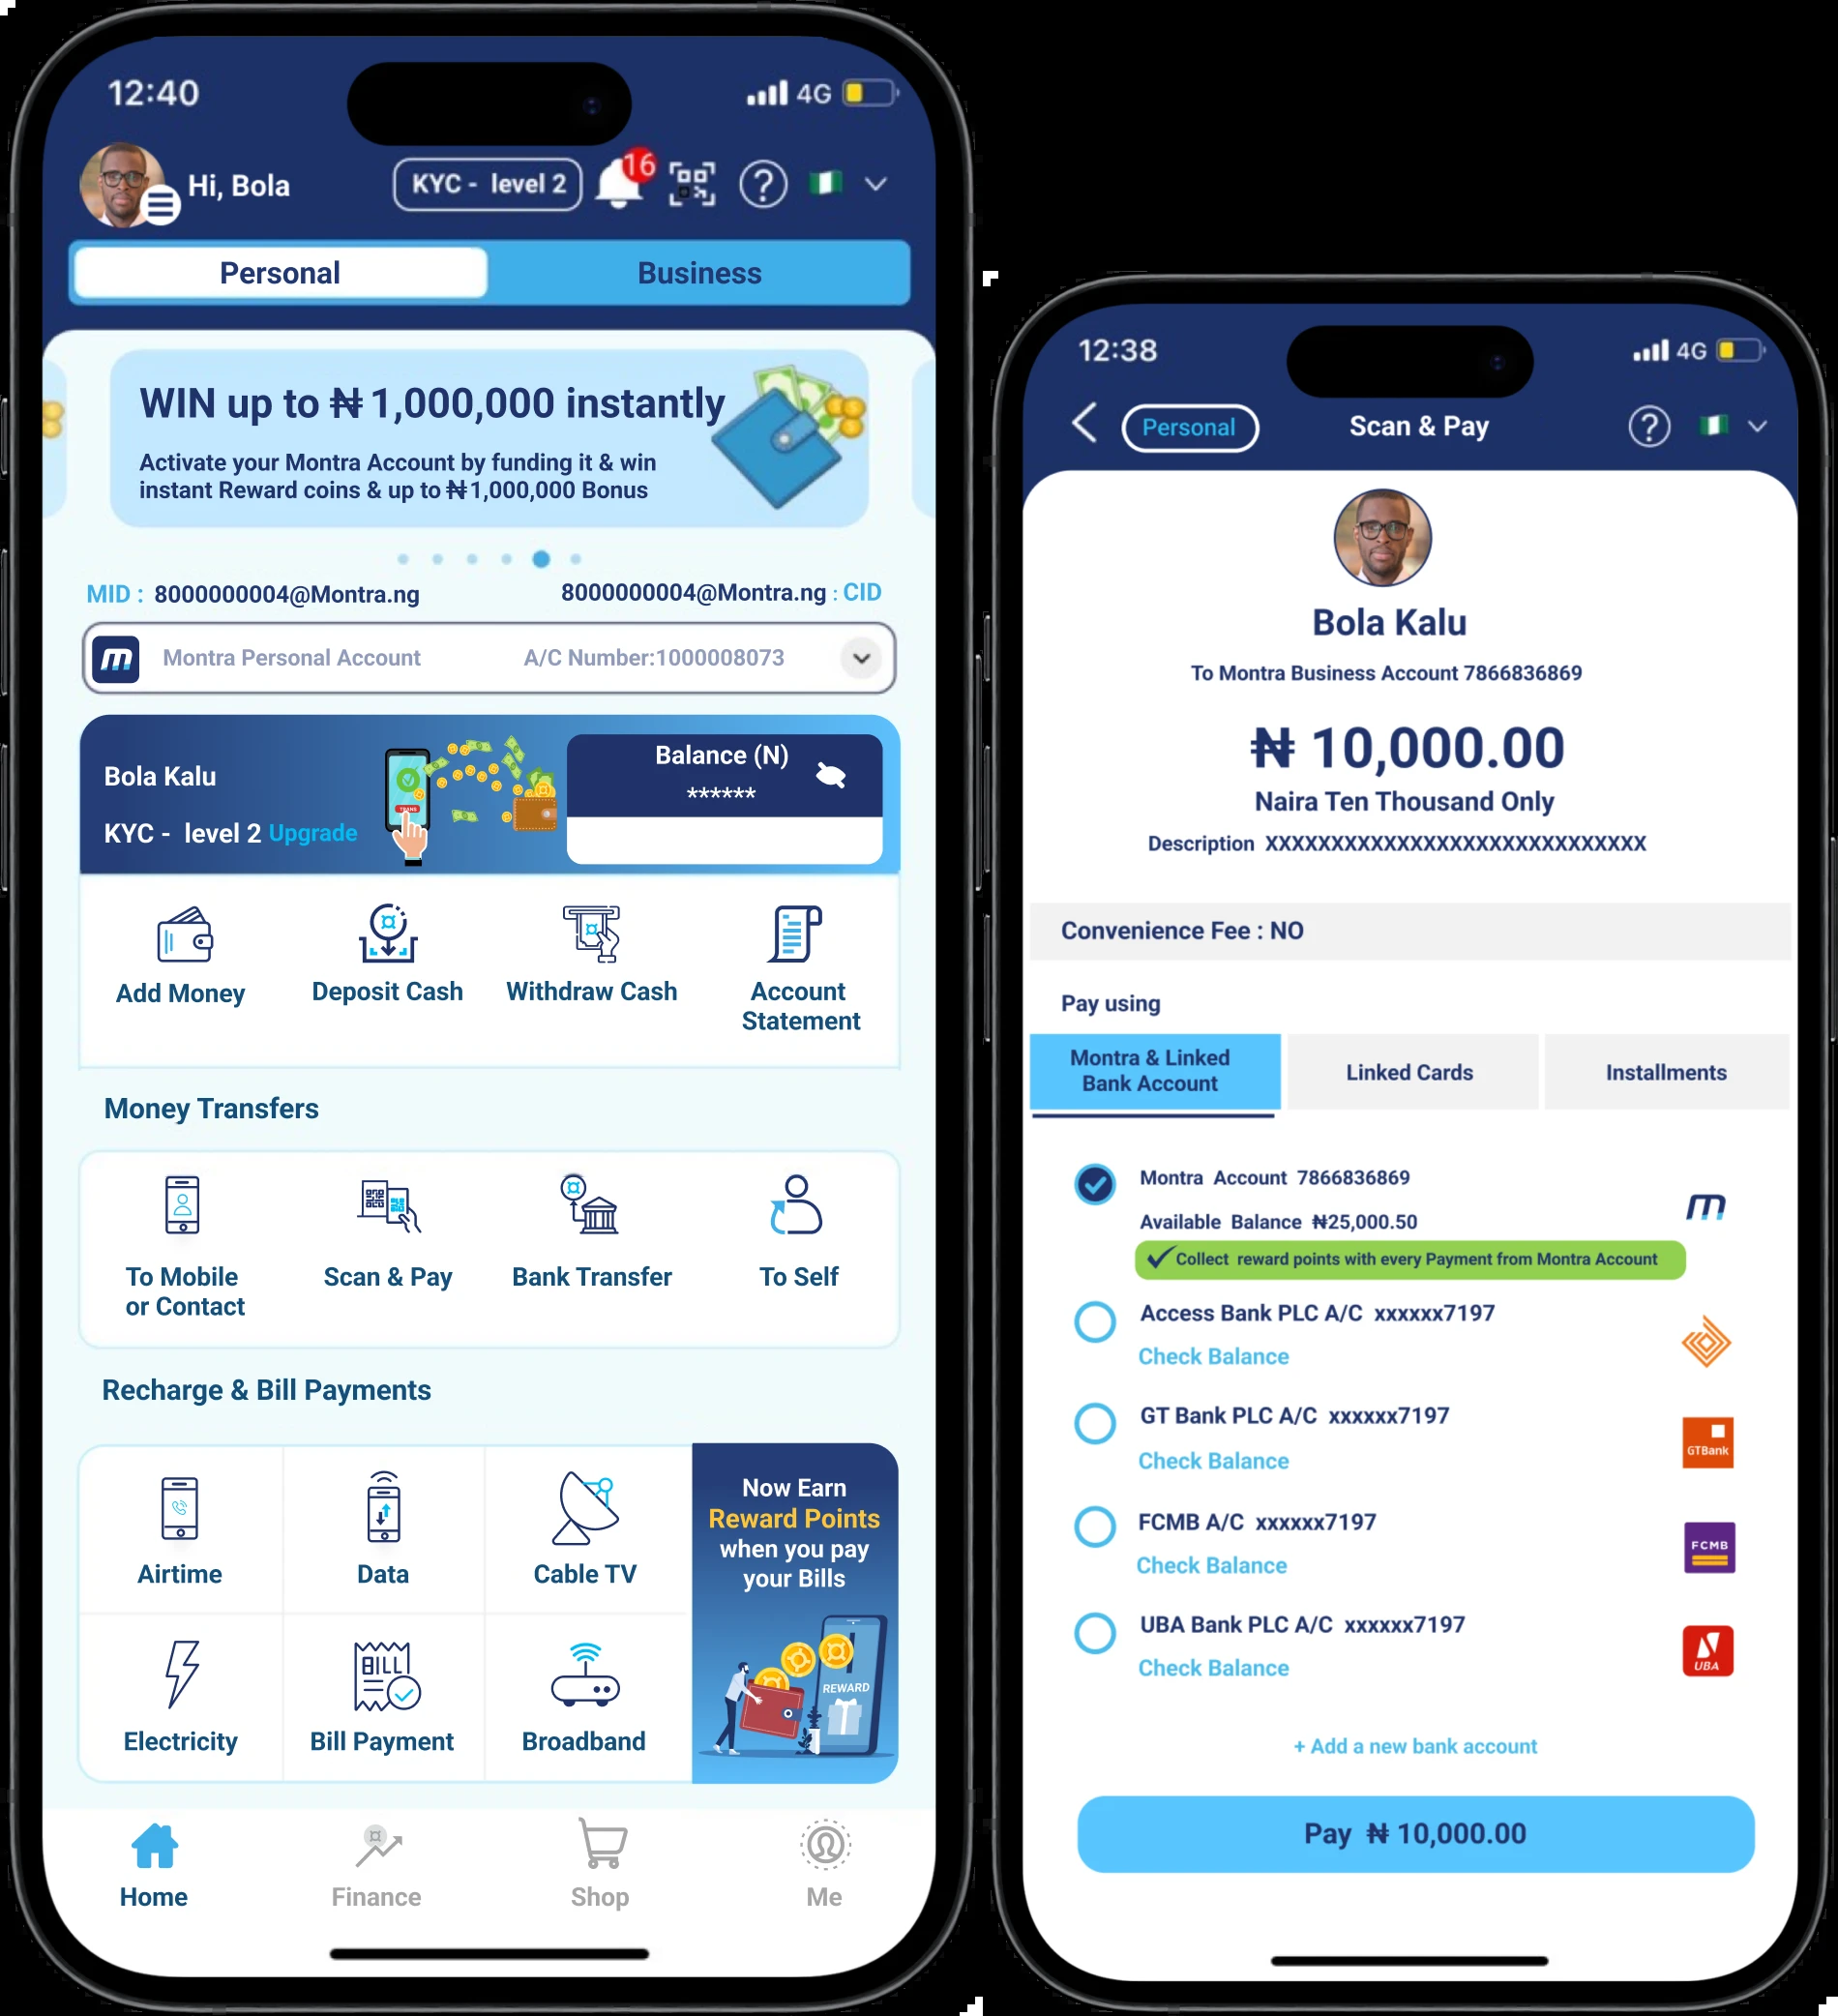 12:40
4G
Hi, Bola
KYC - level 2
16
Personal
Business
WIN up to ₦ 1,000,000 instantly
Activate your Montra Account by funding it & win
instant Reward coins & up to ₦1,000,000 Bonus
MID : 8000000004@Montra.ng
8000000004@Montra.ng : CID
Montra Personal Account
A/C Number:1000008073
Bola Kalu
KYC - level 2 Upgrade
Balance (N)
******
Add Money
Deposit Cash
Withdraw Cash
Account
Statement
Money Transfers
To Mobile
or Contact
Scan & Pay
Bank Transfer
To Self
Recharge & Bill Payments
Airtime
Data
Cable TV
BILL
Electricity
Bill Payment
Broadband
Now Earn
Reward Points
when you pay
your Bills
REWARD
Home
Finance
Shop
Me
12:38
4G
Personal
Scan & Pay
Bola Kalu
To Montra Business Account 7866836869
₦ 10,000.00
Naira Ten Thousand Only
Description XXXXXXXXXXXXXXXXXXXXXXXXXXXXX
Convenience Fee : NO
Pay using
Montra & Linked
Bank Account
Linked Cards
Installments
Montra Account 7866836869
Available Balance ₦25,000.50
m
Collect reward points with every Payment from Montra Account
Access Bank PLC A/C xxxxxx7197
Check Balance
GT Bank PLC A/C xxxxxx7197
Check Balance
GTBank
FCMB A/C xxxxxx7197
Check Balance
FCMB
UBA Bank PLC A/C xxxxxx7197
Check Balance
UBA
+ Add a new bank account
Pay ₦ 10,000.00